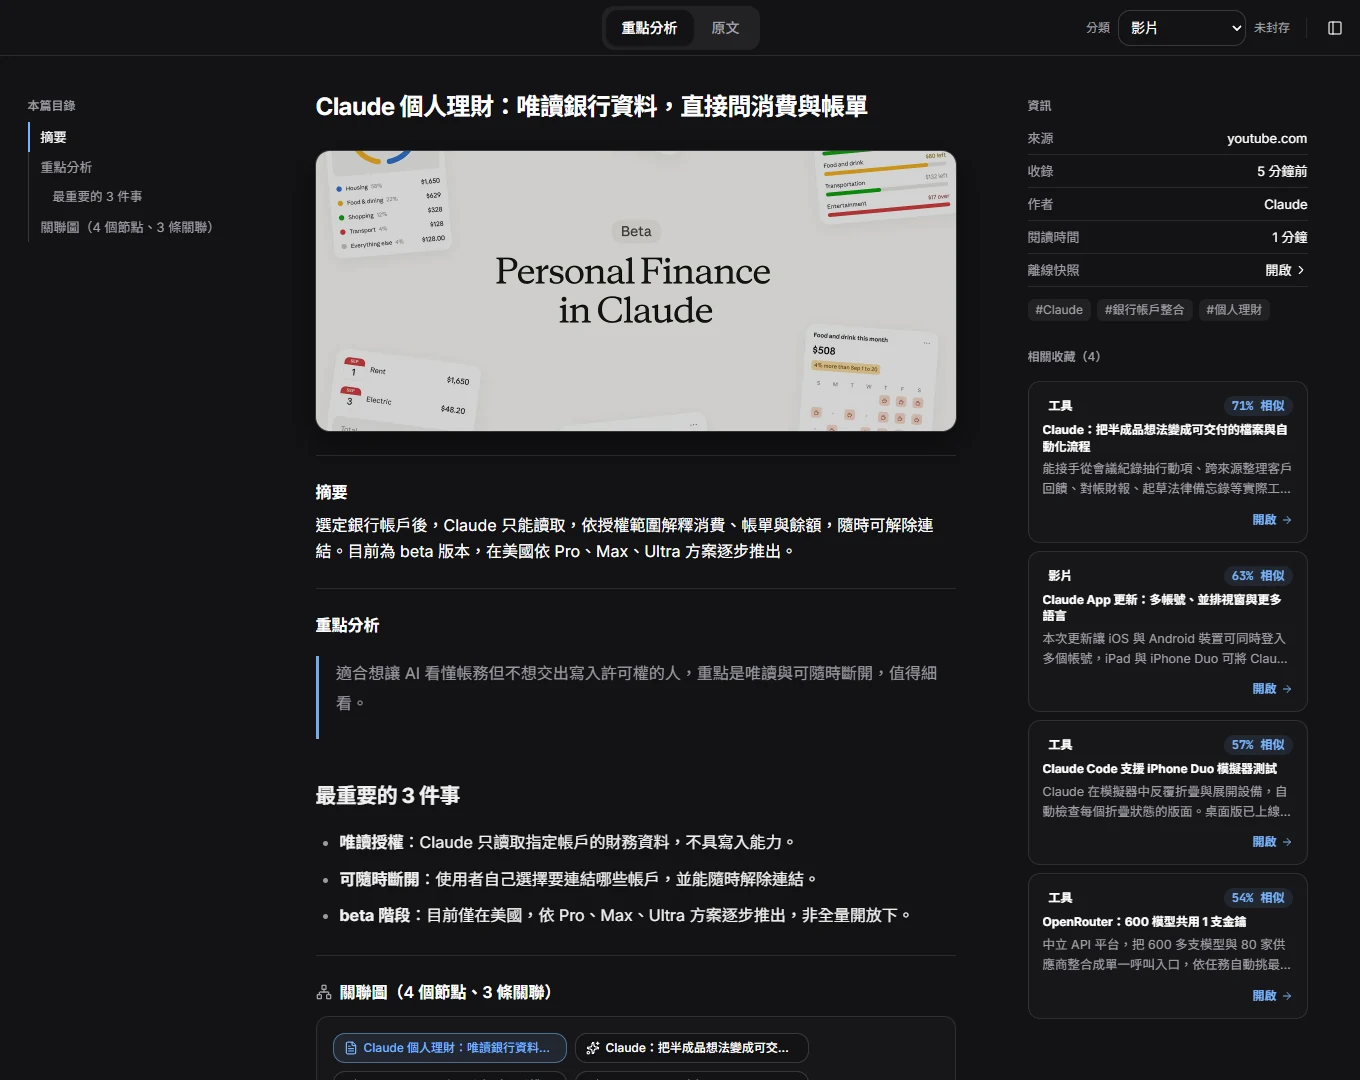 重點分析
原文
分類
影片
未封存
本篇目錄
摘要
重點分析
最重要的 3 件事
關聯圖（4 個節點、3 條關聯）
Claude 個人理財：唯讀銀行資料，直接問消費與帳單
Housing 38% $1,650
Food & dining 22% $629
Shopping 12% $328
Transport 4% $128
Everything else 4% $128.00
$60 left
Food and drink
$132 left
Transportation
$17 over
Entertainment
Beta
Personal Finance
in Claude
SEP
1 Rent $1,650
SEP
3 Electric $48.20
Total
Food and drink this month
$508
4% more than Sep 1 to 20
S M T W T F S
摘要
選定銀行帳戶後，Claude 只能讀取，依授權範圍解釋消費、帳單與餘額，隨時可解除連
結。目前為 beta 版本，在美國依 Pro、Max、Ultra 方案逐步推出。
重點分析
適合想讓 AI 看懂帳務但不想交出寫入許可權的人，重點是唯讀與可隨時斷開，值得細
看。
最重要的 3 件事
• 唯讀授權：Claude 只讀取指定帳戶的財務資料，不具寫入能力。
• 可隨時斷開：使用者自己選擇要連結哪些帳戶，並能隨時解除連結。
• beta 階段：目前僅在美國，依 Pro、Max、Ultra 方案逐步推出，非全量開放下。
關聯圖（4 個節點、3 條關聯）
Claude 個人理財：唯讀銀行資料...
Claude：把半成品想法變成可交...
資訊
來源 youtube.com
收錄 5 分鐘前
作者 Claude
閱讀時間 1 分鐘
離線快照 開啟
#Claude #銀行帳戶整合 #個人理財
相關收藏（4）
工具 71% 相似
Claude：把半成品想法變成可交付的檔案與自
動化流程
能接手從會議紀錄抽行動項、跨來源整理客戶
回饋、對帳財報、起草法律備忘錄等實際工...
開啟 →
影片 63% 相似
Claude App 更新：多帳號、並排視窗與更多
語言
本次更新讓 iOS 與 Android 裝置可同時登入
多個帳號，iPad 與 iPhone Duo 可將 Clau...
開啟 →
工具 57% 相似
Claude Code 支援 iPhone Duo 模擬器測試
Claude 在模擬器中反覆折疊與展開設備，自
動檢查每個折疊狀態的版面。桌面版已上線...
開啟 →
工具 54% 相似
OpenRouter：600 模型共用 1 支金鑰
中立 API 平台，把 600 多支模型與 80 家供
應商整合成單一呼叫入口，依任務自動挑最...
開啟 →